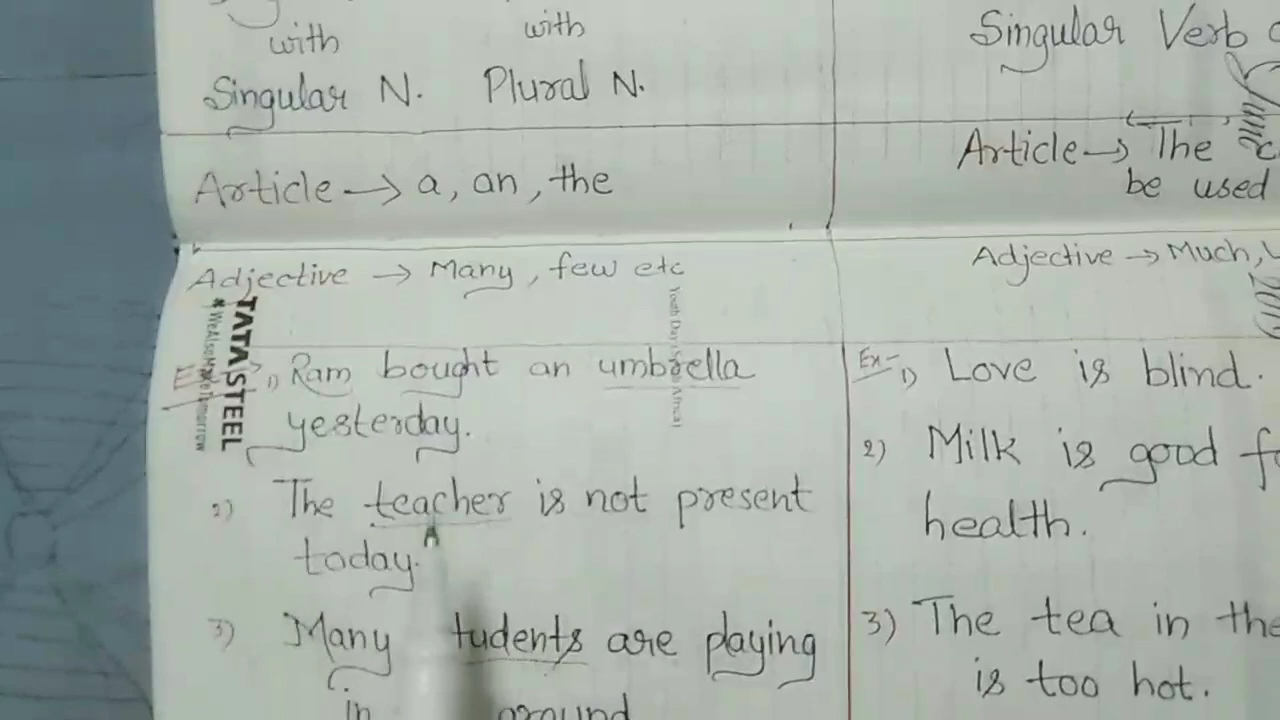 with
with
Singular N.
Plural N.
Article → a, an, the
Adjective → Many, few etc
1) Ram bought an umbrella
yesterday.
2) The teacher is not present
today.
3) Many tudents are playing
in ground
Singular Verb
Article → The
be used
Adjective → Much,
Ex- 1) Love is blind.
2) Milk is good
health.
3) The tea in the
is too hot.
TATA STEEL
#WeAlsoMakeTomorrow